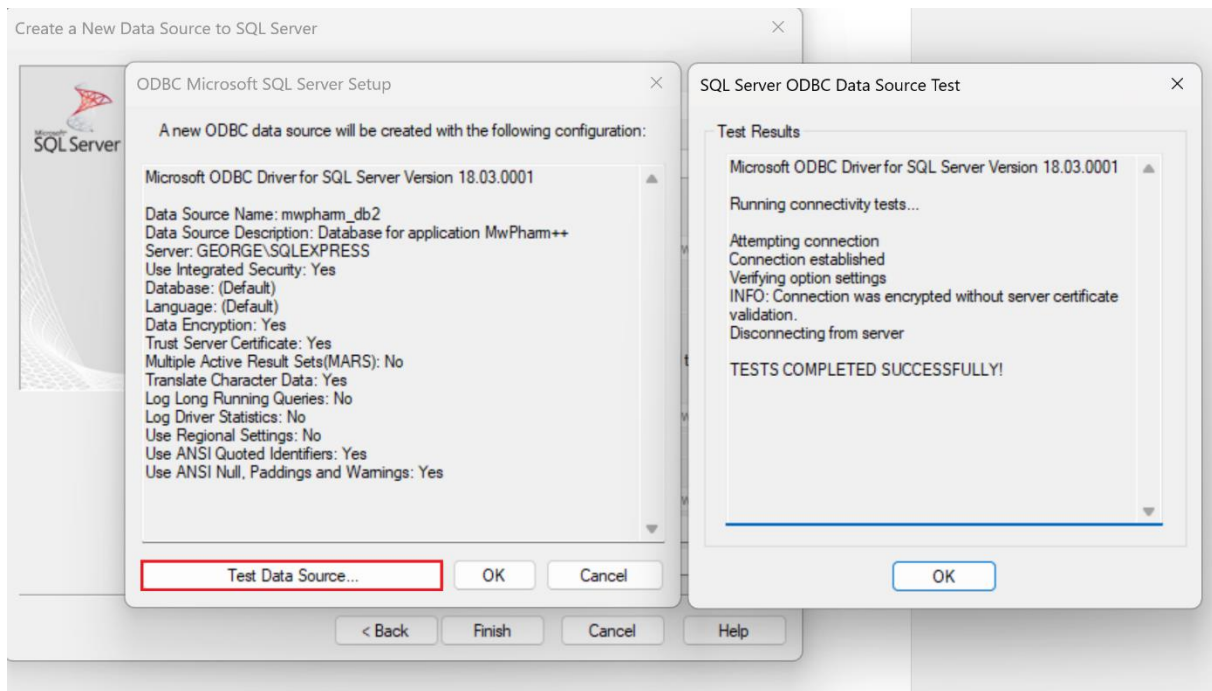 Create a New Data Source to SQL Server
Microsoft
SQL Server
ODBC Microsoft SQL Server Setup
A new ODBC data source will be created with the following configuration:
Microsoft ODBC Driver for SQL Server Version 18.03.0001
Data Source Name: mwpharm_db2
Data Source Description: Database for application MwPharm++
Server: GEORGE\SQLEXPRESS
Use Integrated Security: Yes
Database: (Default)
Language: (Default)
Data Encryption: Yes
Trust Server Certificate: Yes
Multiple Active Result Sets(MARS): No
Translate Character Data: Yes
Log Long Running Queries: No
Log Driver Statistics: No
Use Regional Settings: No
Use ANSI Quoted Identifiers: Yes
Use ANSI Null, Paddings and Warnings: Yes
Test Data Source...
OK
Cancel
SQL Server ODBC Data Source Test
Test Results
Microsoft ODBC Driver for SQL Server Version 18.03.0001
Running connectivity tests...
Attempting connection
Connection established
Verifying option settings
INFO: Connection was encrypted without server certificate
validation.
Disconnecting from server
TESTS COMPLETED SUCCESSFULLY!
OK
< Back
Finish
Cancel
Help